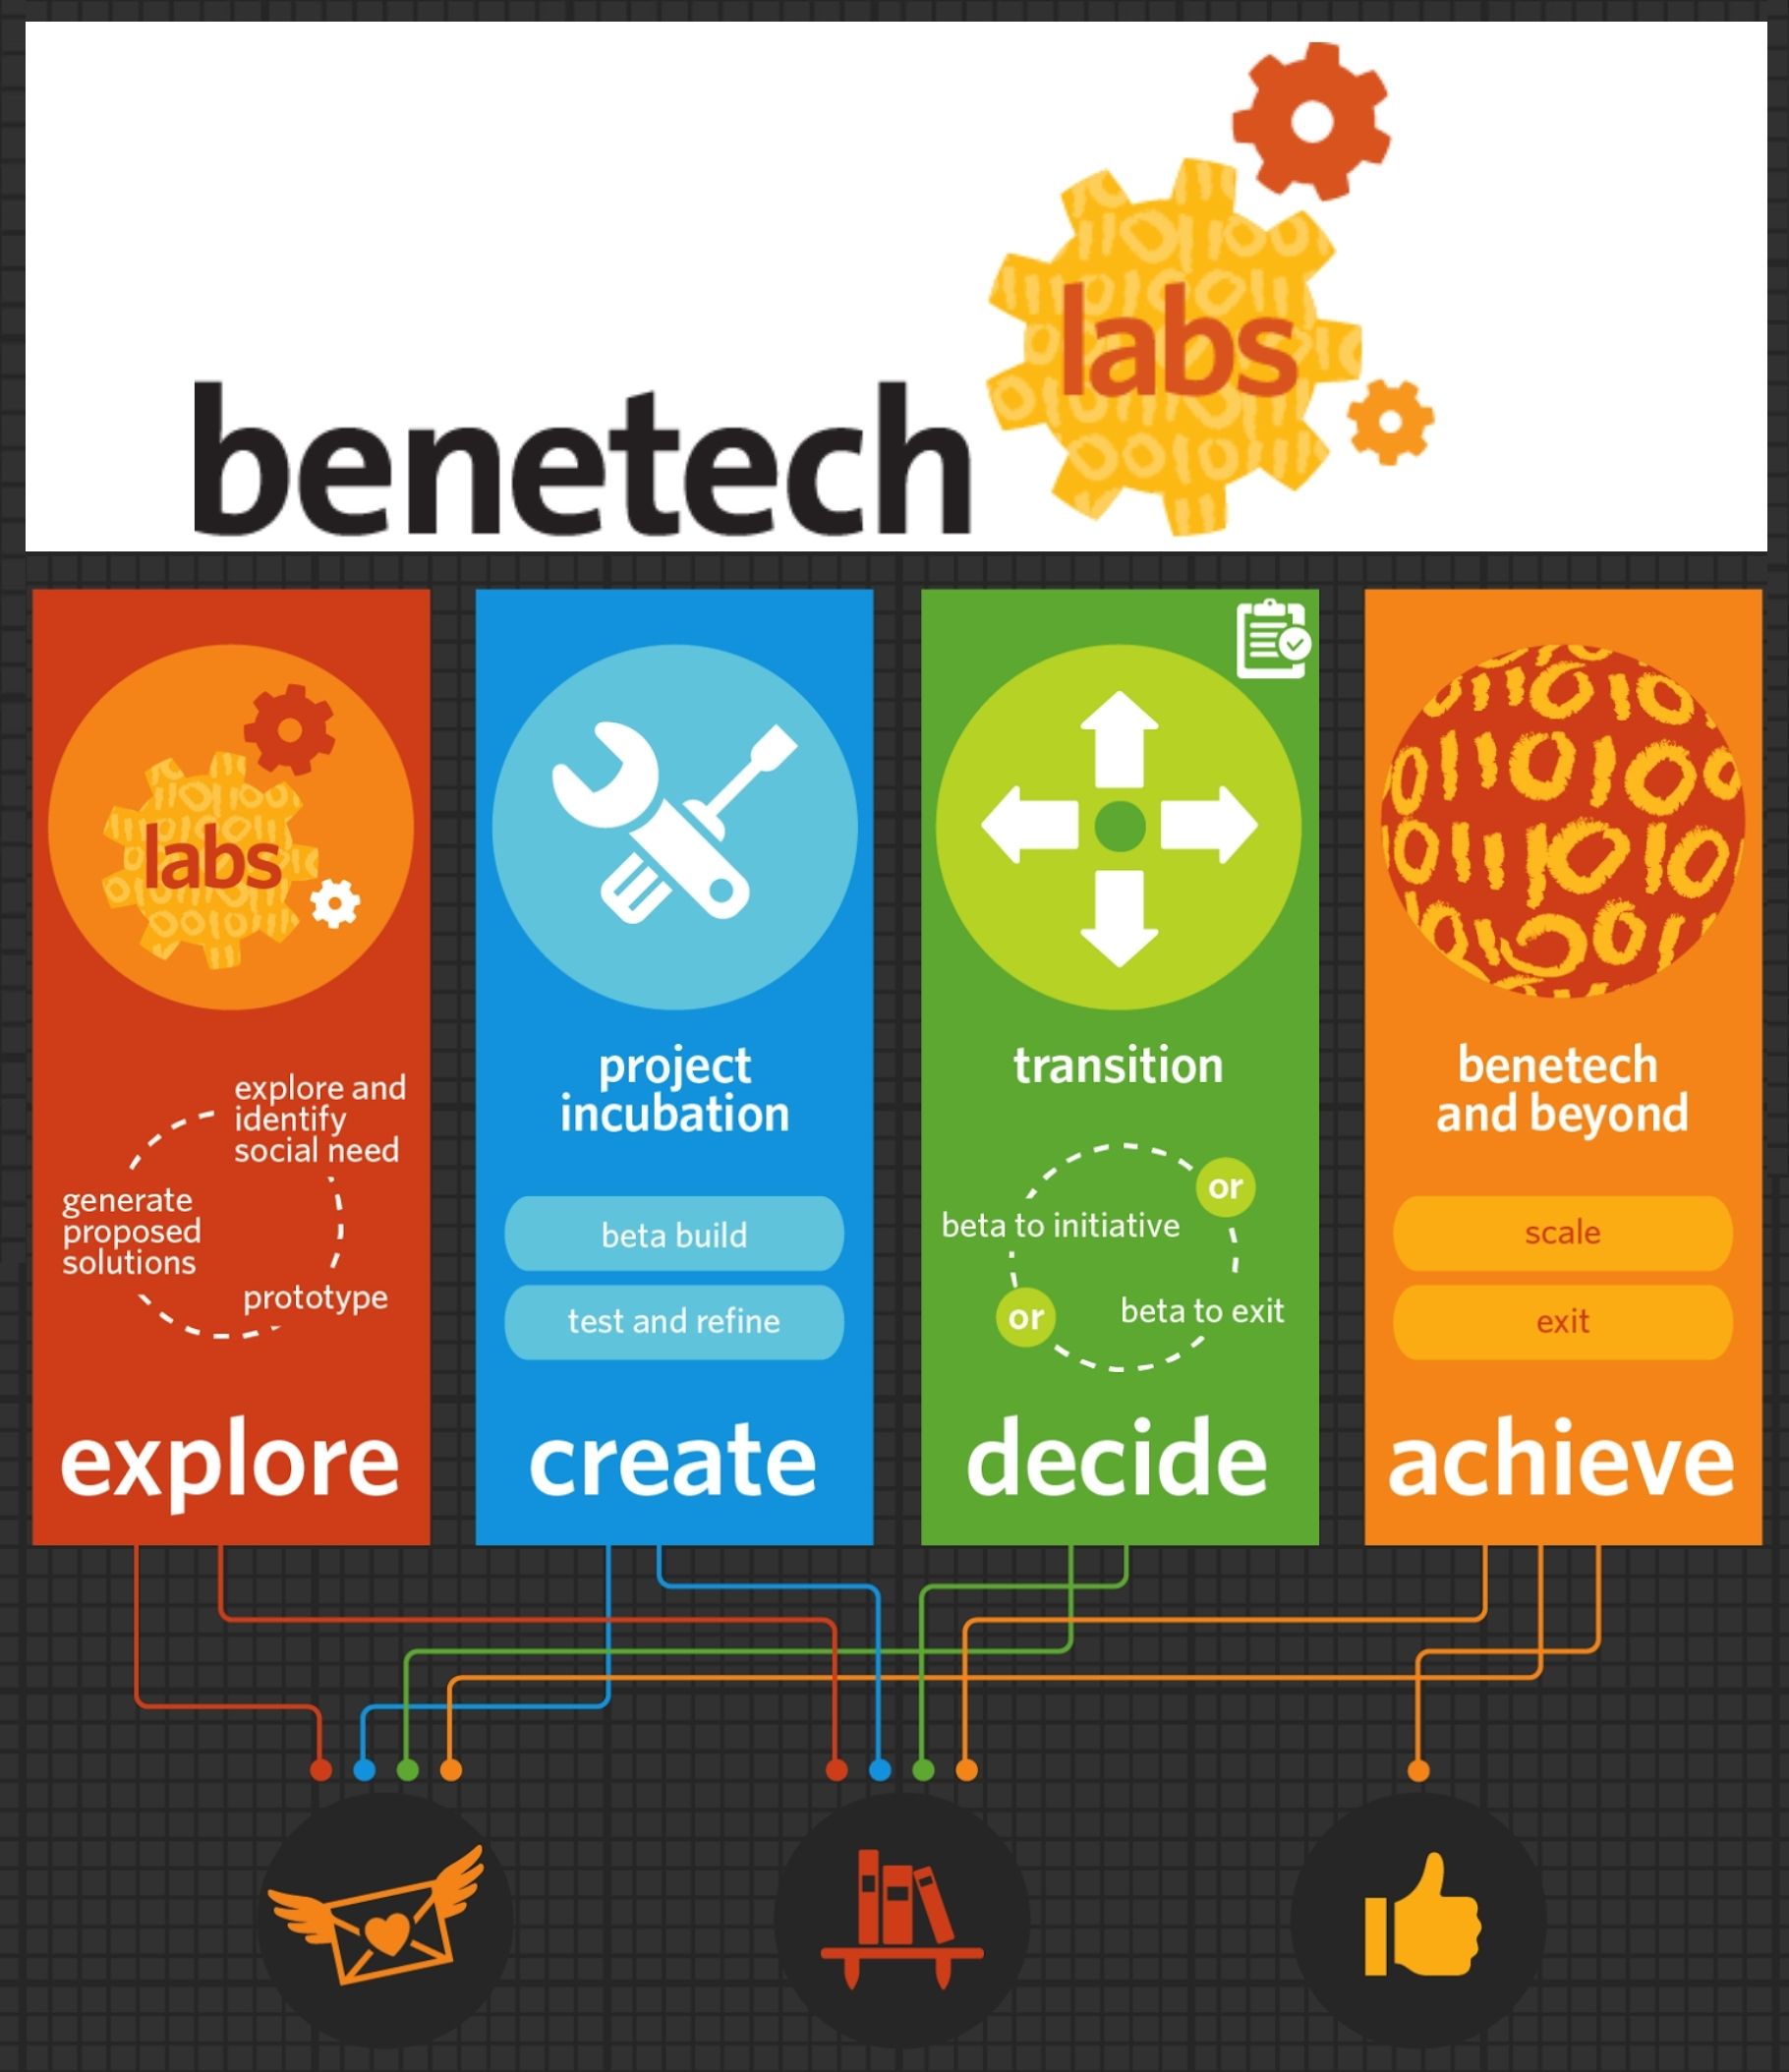 labs
benetech
labs
explore and
identify
social need
generate
proposed
solutions
prototype
explore
project
incubation
beta build
test and refine
create
transition
or
beta to initiative
or
beta to exit
decide
benetech
and beyond
scale
exit
achieve